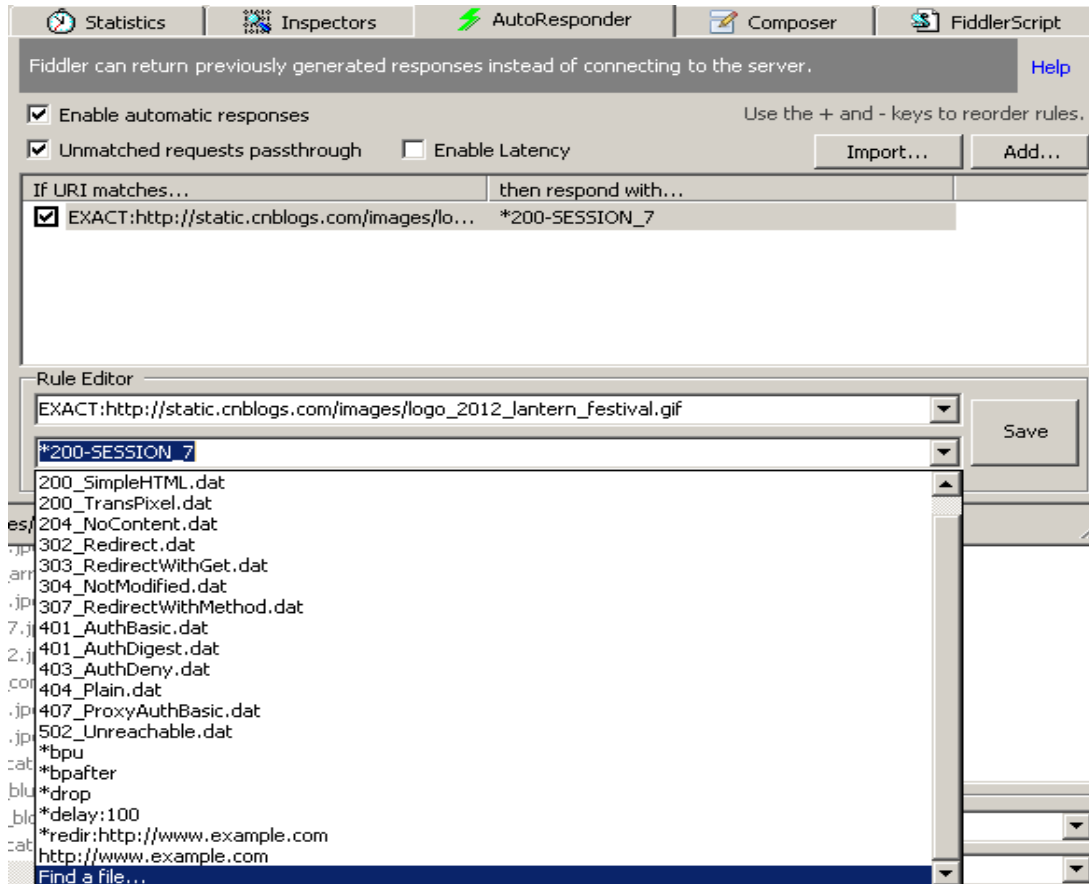 Statistics Inspectors AutoResponder Composer FiddlerScript
Fiddler can return previously generated responses instead of connecting to the server. Help
Enable automatic responses Use the + and - keys to reorder rules.
Unmatched requests passthrough Enable Latency Import... Add...
If URI matches... then respond with...
EXACT:http://static.cnblogs.com/images/lo... *200-SESSION_7
Rule Editor
EXACT:http://static.cnblogs.com/images/logo_2012_lantern_festival.gif
Save
*200-SESSION_7
200_SimpleHTML.dat
200_TransPixel.dat
es/ 204_NoContent.dat
302_Redirect.dat
303_RedirectWithGet.dat
304_NotModified.dat
307_RedirectWithMethod.dat
401_AuthBasic.dat
401_AuthDigest.dat
403_AuthDeny.dat
404_Plain.dat
407_ProxyAuthBasic.dat
502_Unreachable.dat
*bpu
*bpafter
*drop
*delay:100
*redir:http://www.example.com
http://www.example.com
Find a file...